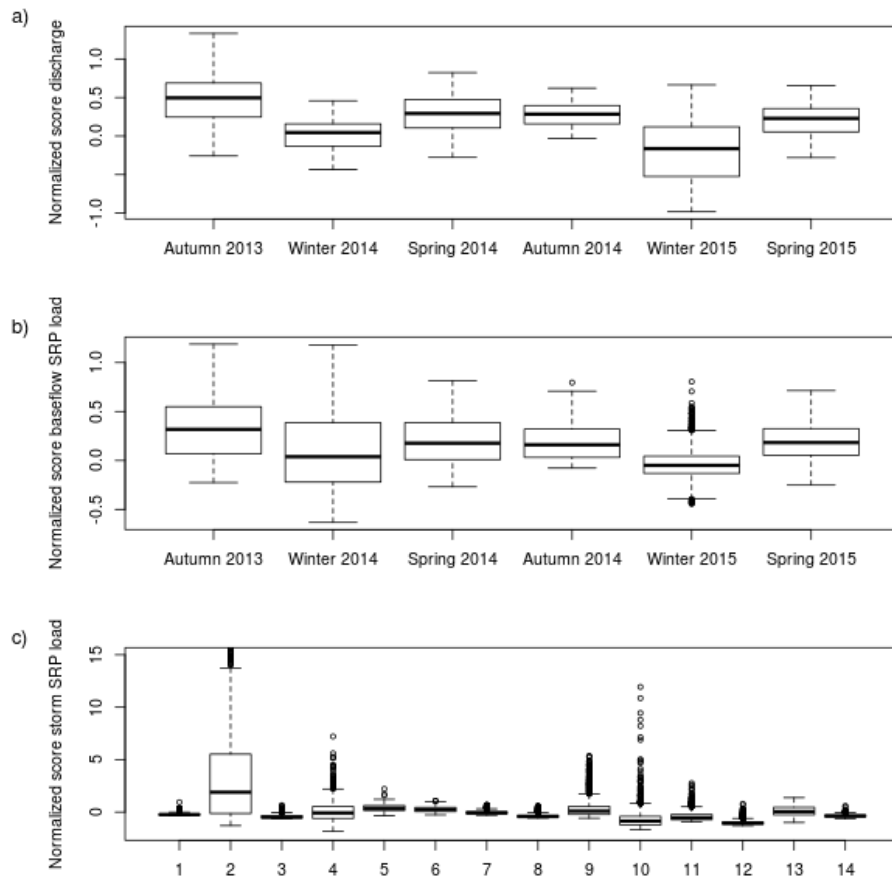 a)
Normalized score discharge
1.0
0.5
0.0
-1.0
Autumn 2013 Winter 2014 Spring 2014 Autumn 2014 Winter 2015 Spring 2015
b)
Normalized score baseflow SRP load
1.0
0.5
0.0
-0.5
Autumn 2013 Winter 2014 Spring 2014 Autumn 2014 Winter 2015 Spring 2015
c)
Normalized score storm SRP load
15
10
5
0
1 2 3 4 5 6 7 8 9 10 11 12 13 14